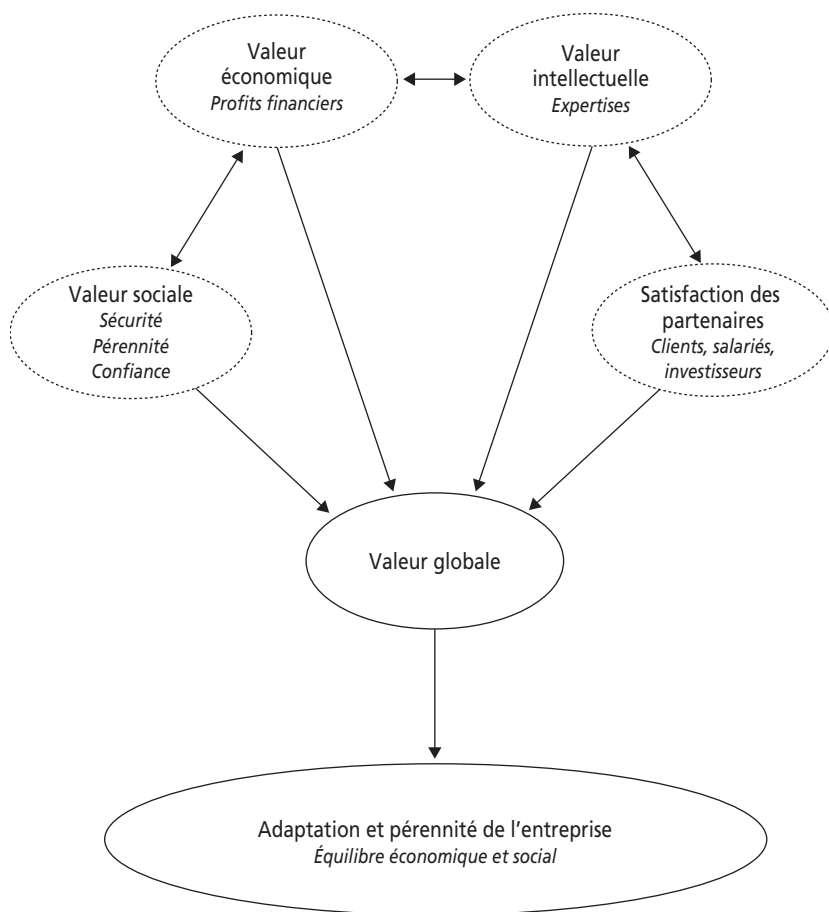 Valeur
économique
Profits financiers
Valeur
intellectuelle
Expertises
Valeur sociale
Sécurité
Pérennité
Confiance
Satisfaction des
partenaires
Clients, salariés,
investisseurs
Valeur globale
Adaptation et pérennité de l'entreprise
Équilibre économique et social